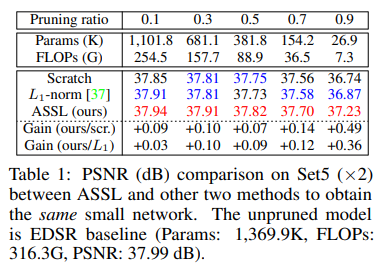 Pruning ratio 0.1 0.3 0.5 0.7 0.9
Params (K) 1,101.8 681.1 381.8 154.2 26.9
FLOPs (G) 254.5 157.7 88.9 36.5 7.3
Scratch 37.85 37.81 37.75 37.56 36.74
L₁-norm [37] 37.91 37.81 37.73 37.58 36.87
ASSL (ours) 37.94 37.91 37.82 37.70 37.23
Gain (ours/scr.) +0.09 +0.10 +0.07 +0.14 +0.49
Gain (ours/L₁) +0.03 +0.10 +0.09 +0.12 +0.36
Table 1: PSNR (dB) comparison on Set5 (×2)
between ASSL and other two methods to obtain
the same small network. The unpruned model
is EDSR baseline (Params: 1,369.9K, FLOPs:
316.3G, PSNR: 37.99 dB).